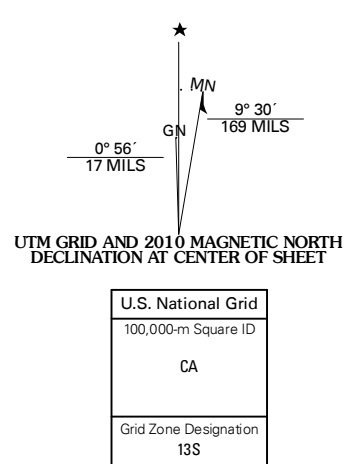 ★
MN
GN
9° 30´
169 MILS
0° 56´
17 MILS
UTM GRID AND 2010 MAGNETIC NORTH
DECLINATION AT CENTER OF SHEET
U.S. National Grid
100,000-m Square ID
CA
Grid Zone Designation
13S